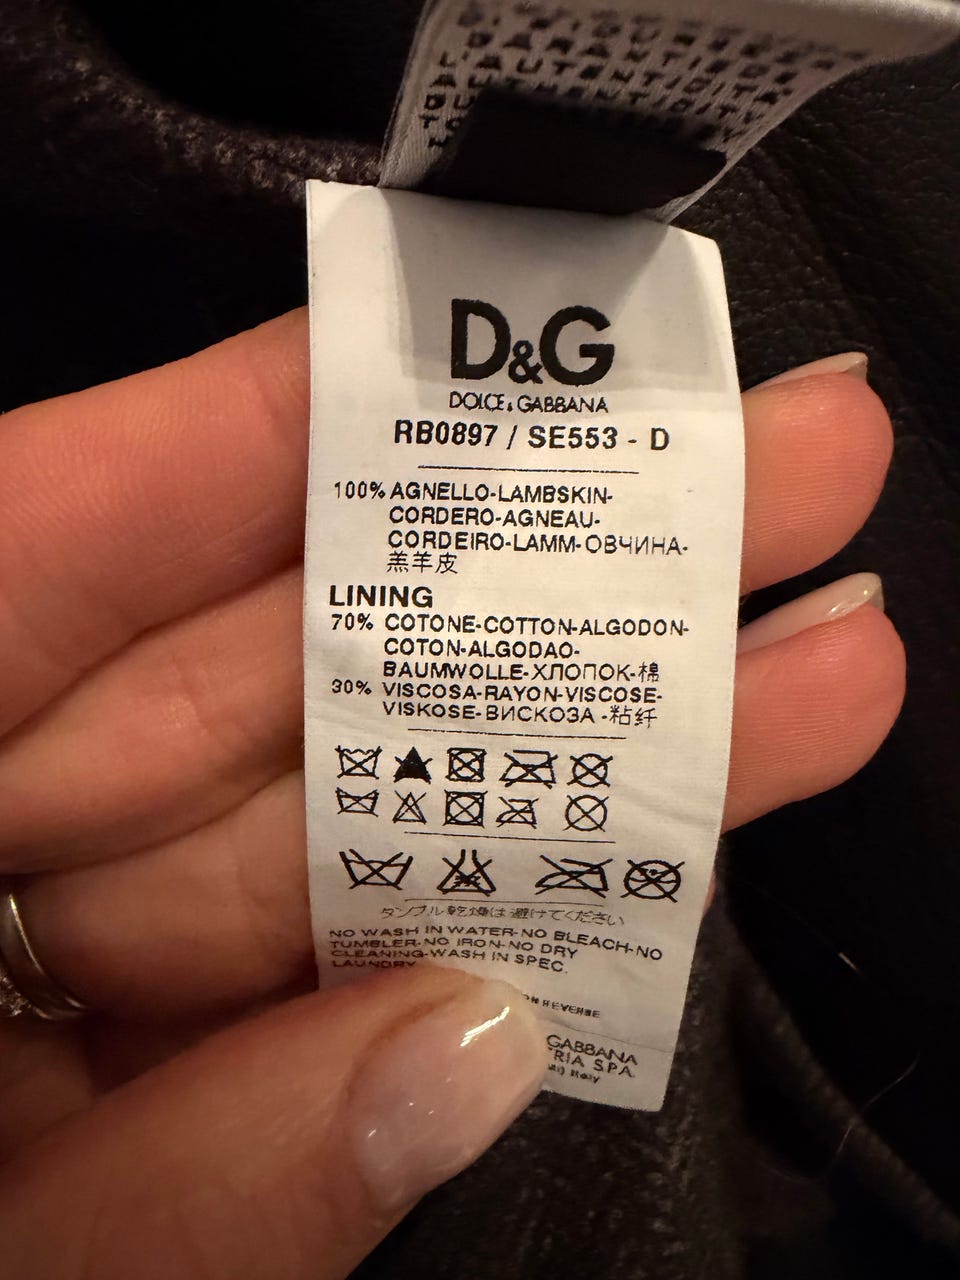 D&G
DOLCE & GABBANA
RB0897 / SE553 - D
100% AGNELLO-LAMBSKIN-
CORDERO-AGNEAU-
CORDEIRO-LAMM-ОВЧИНА-
羔羊皮
LINING
70% COTONE-COTTON-ALGODON-
COTON-ALGODAO-
BAUMWOLLE-ХЛОПОК-棉
30% VISCOSA-RAYON-VISCOSE-
VISKOSE-ВИСКОЗА -粘纤
タンブル乾燥は避けてください
NO WASH IN WATER-NO BLEACH-NO
TUMBLER-NO IRON-NO DRY
CLEANING-WASH IN SPEC.
LAUNDRY
ON REVERSE
GABBANA
TRIA S.P.A.
Italy